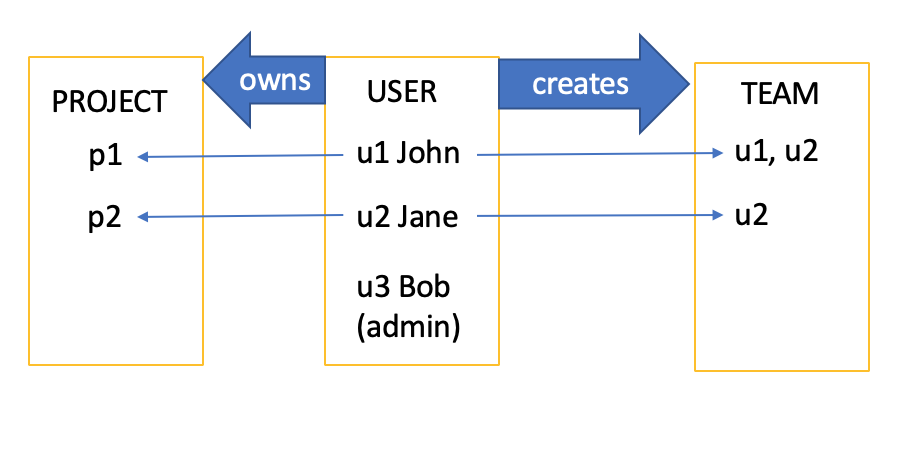 owns
creates
PROJECT
p1
p2
USER
u1 John
u2 Jane
u3 Bob
(admin)
TEAM
u1, u2
u2